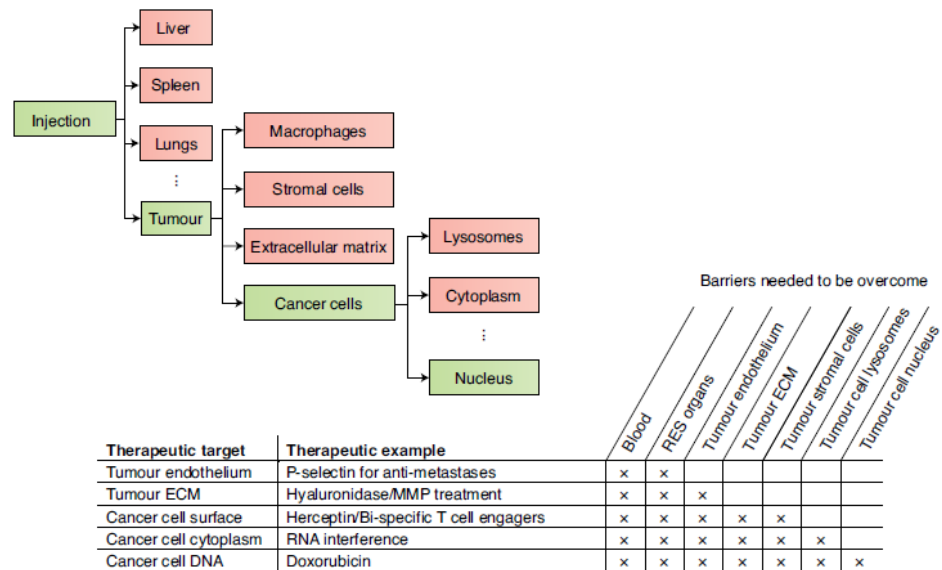 Liver
Spleen
Injection
Lungs
⋮
Tumour
Macrophages
Stromal cells
Extracellular matrix
Cancer cells
Lysosomes
Cytoplasm
⋮
Nucleus
Barriers needed to be overcome
Blood
RES organs
Tumour endothelium
Tumour ECM
Tumour stromal cells
Tumour cell lysosomes
Tumour cell nucleus
Therapeutic target Therapeutic example
Tumour endothelium P-selectin for anti-metastases × ×
Tumour ECM Hyaluronidase/MMP treatment × × ×
Cancer cell surface Herceptin/Bi-specific T cell engagers × × × × ×
Cancer cell cytoplasm RNA interference × × × × × ×
Cancer cell DNA Doxorubicin × × × × × × ×